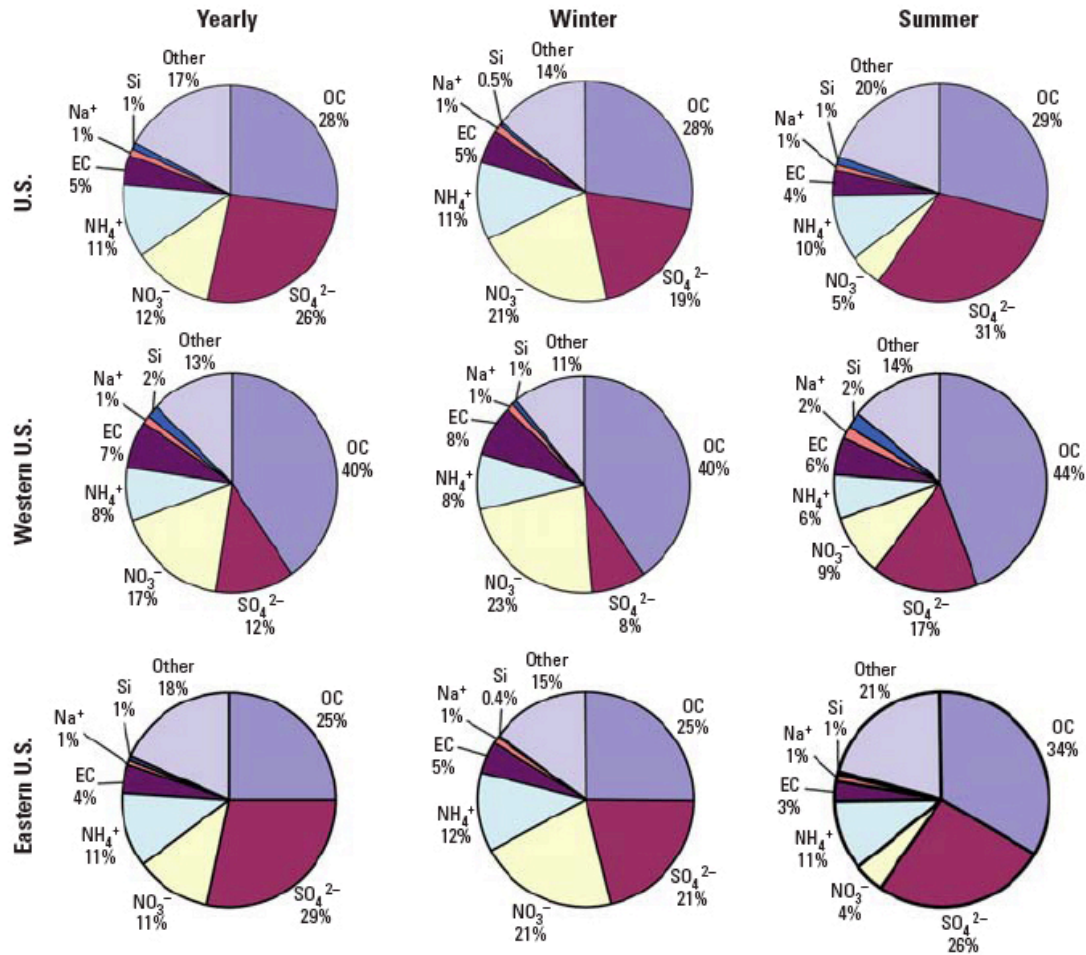 Yearly
Winter
Summer
U.S.
Other
17%
Si
1%
Na⁺
1%
EC
5%
NH₄⁺
11%
NO₃⁻
12%
SO₄²⁻
26%
OC
28%
Other
14%
Si
0.5%
Na⁺
1%
EC
5%
NH₄⁺
11%
NO₃⁻
21%
SO₄²⁻
19%
OC
28%
Other
20%
Si
1%
Na⁺
1%
EC
4%
NH₄⁺
10%
NO₃⁻
5%
SO₄²⁻
31%
OC
29%
Western U.S.
Other
13%
Si
2%
Na⁺
1%
EC
7%
NH₄⁺
8%
NO₃⁻
17%
SO₄²⁻
12%
OC
40%
Other
11%
Si
1%
Na⁺
1%
EC
8%
NH₄⁺
8%
NO₃⁻
23%
SO₄²⁻
8%
OC
40%
Other
14%
Si
2%
Na⁺
2%
EC
6%
NH₄⁺
6%
NO₃⁻
9%
SO₄²⁻
17%
OC
44%
Eastern U.S.
Other
18%
Si
1%
Na⁺
1%
EC
4%
NH₄⁺
11%
NO₃⁻
11%
SO₄²⁻
29%
OC
25%
Other
15%
Si
0.4%
Na⁺
1%
EC
5%
NH₄⁺
12%
NO₃⁻
21%
SO₄²⁻
21%
OC
25%
Other
21%
Si
1%
Na⁺
1%
EC
3%
NH₄⁺
11%
NO₃⁻
4%
SO₄²⁻
26%
OC
34%